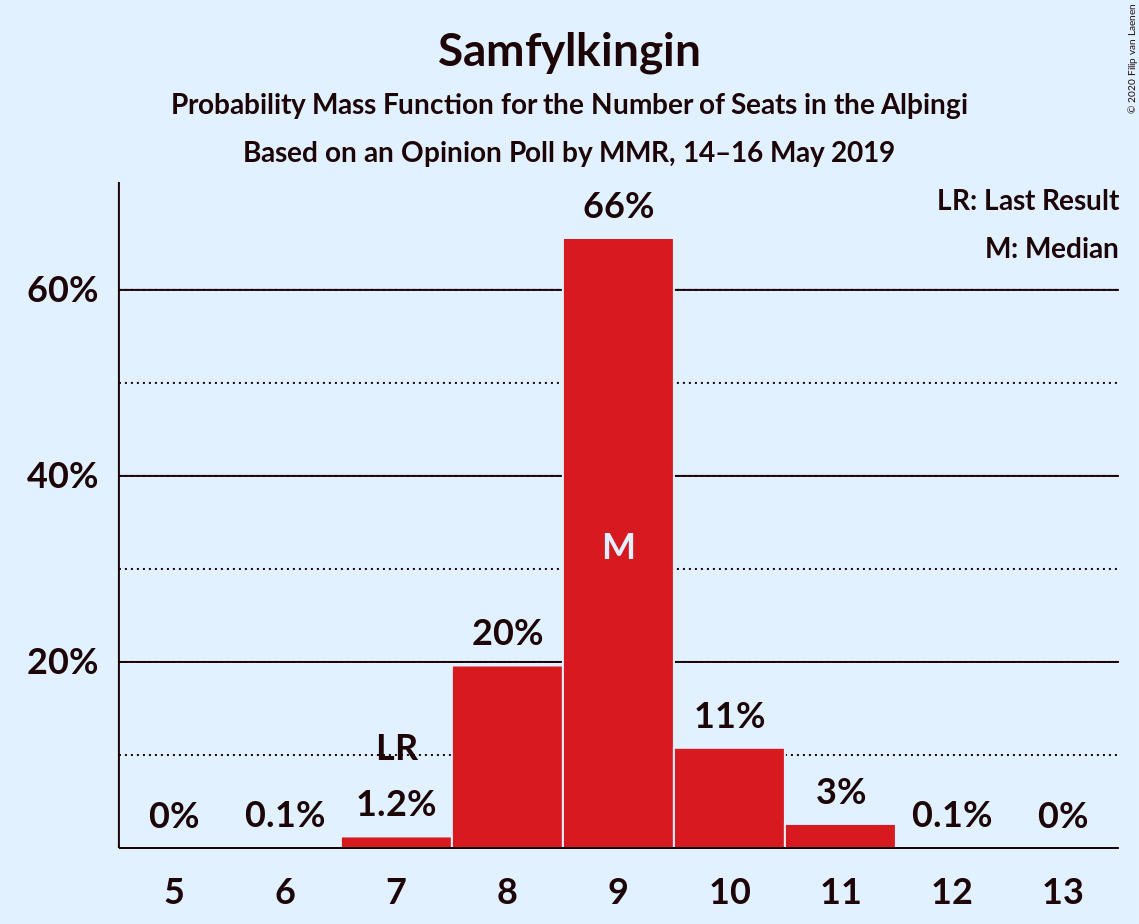 Samfylkingin
Probability Mass Function for the Number of Seats in the Alþingi
Based on an Opinion Poll by MMR, 14–16 May 2019
© 2020 Filip van Laenen
LR: Last Result
M: Median
66%
60%
40%
M
20%
20%
11%
LR
3%
1.2%
0%
0.1%
0.1%
0%
5 6 7 8 9 10 11 12 13